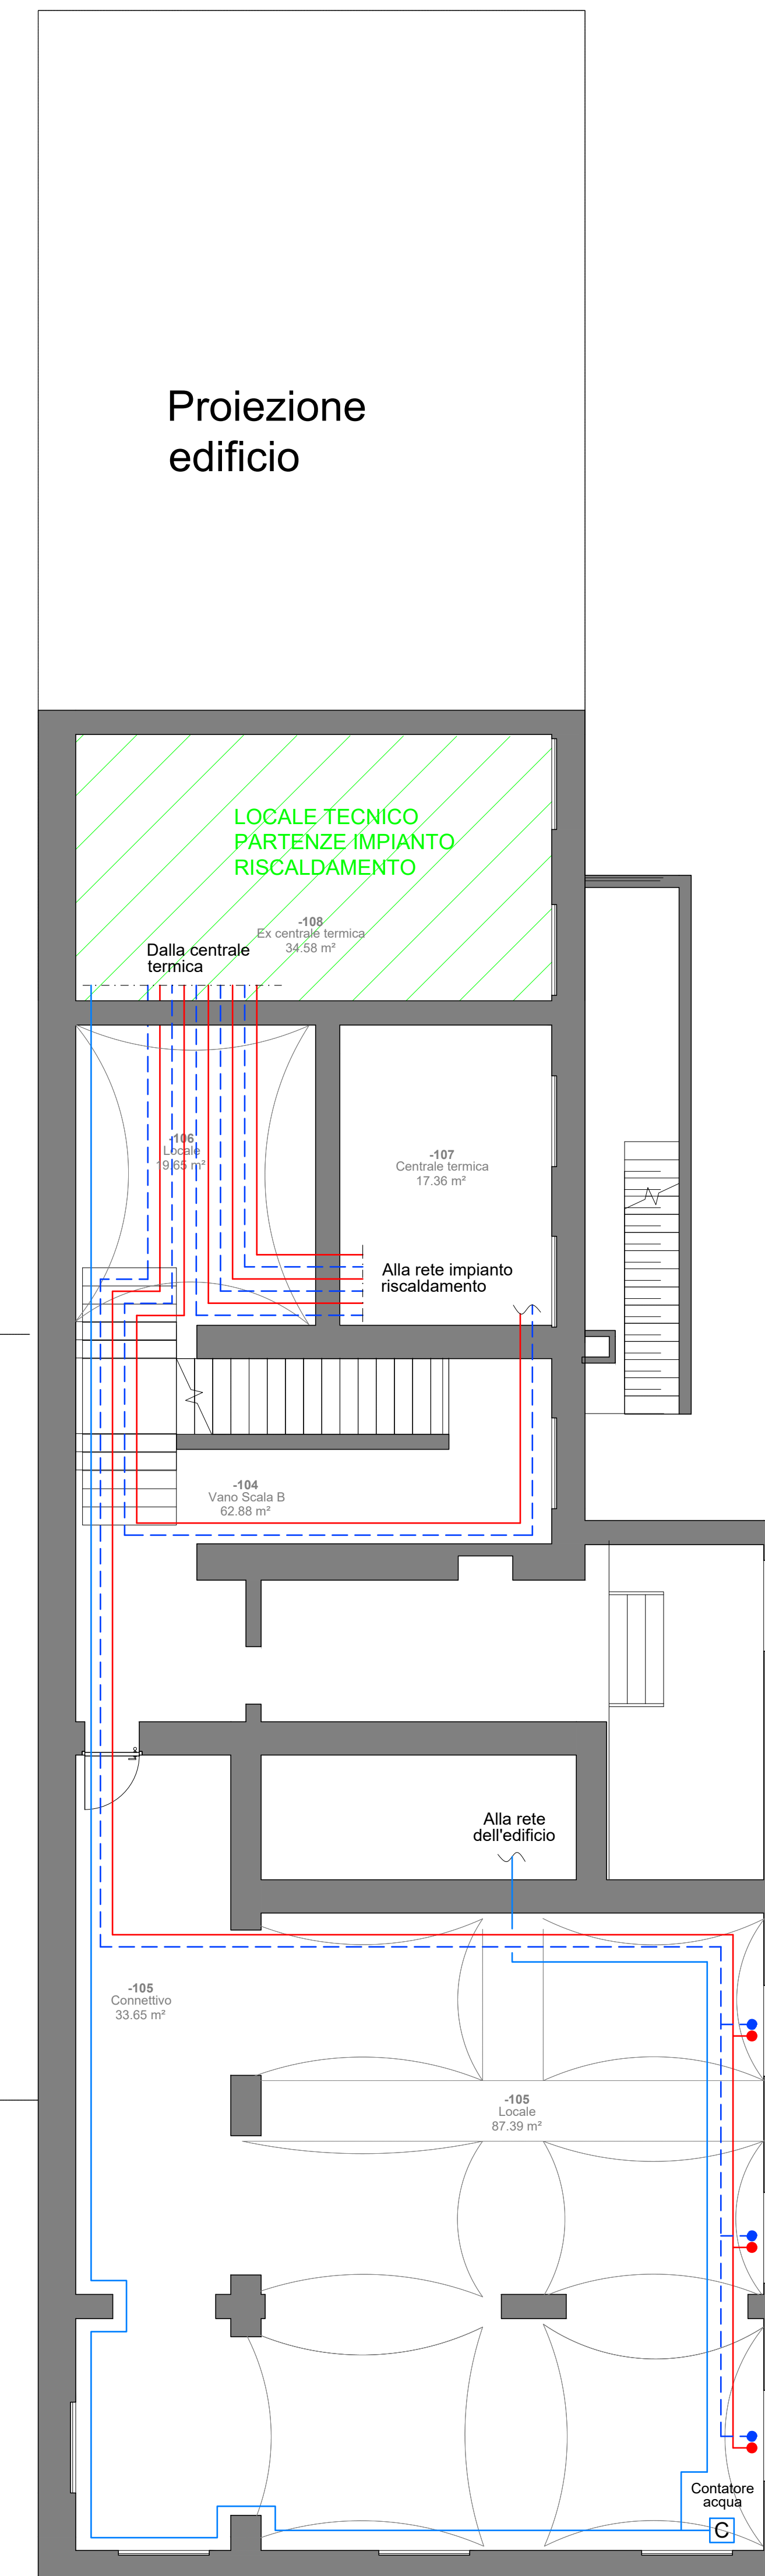 Proiezione
edificio
LOCALE TECNICO
PARTENZE IMPIANTO
RISCALDAMENTO
-108
Ex centrale termica
34.58 m²
Dalla centrale
termica
-106
Locale
19.65 m²
-107
Centrale termica
17.36 m²
Alla rete impianto
riscaldamento
-104
Vano Scala B
62.88 m²
Alla rete
dell'edificio
-105
Connettivo
33.65 m²
-105
Locale
87.39 m²
Contatore
acqua
C